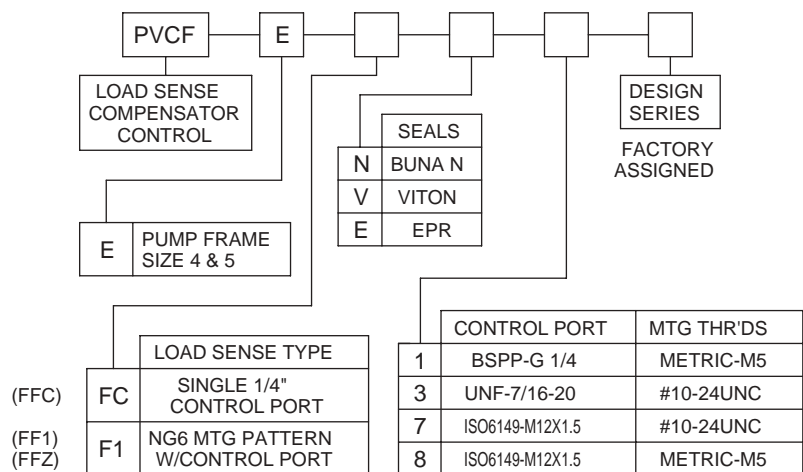 PVCF E
LOAD SENSE
COMPENSATOR
CONTROL
DESIGN
SERIES
FACTORY
ASSIGNED
SEALS
N BUNA N
V VITON
E EPR
E PUMP FRAME
SIZE 4 & 5
LOAD SENSE TYPE
(FFC) FC SINGLE 1/4"
CONTROL PORT
(FF1)
(FFZ) F1 NG6 MTG PATTERN
W/CONTROL PORT
CONTROL PORT MTG THR'DS
1 BSPP-G 1/4 METRIC-M5
3 UNF-7/16-20 #10-24UNC
7 ISO6149-M12X1.5 #10-24UNC
8 ISO6149-M12X1.5 METRIC-M5